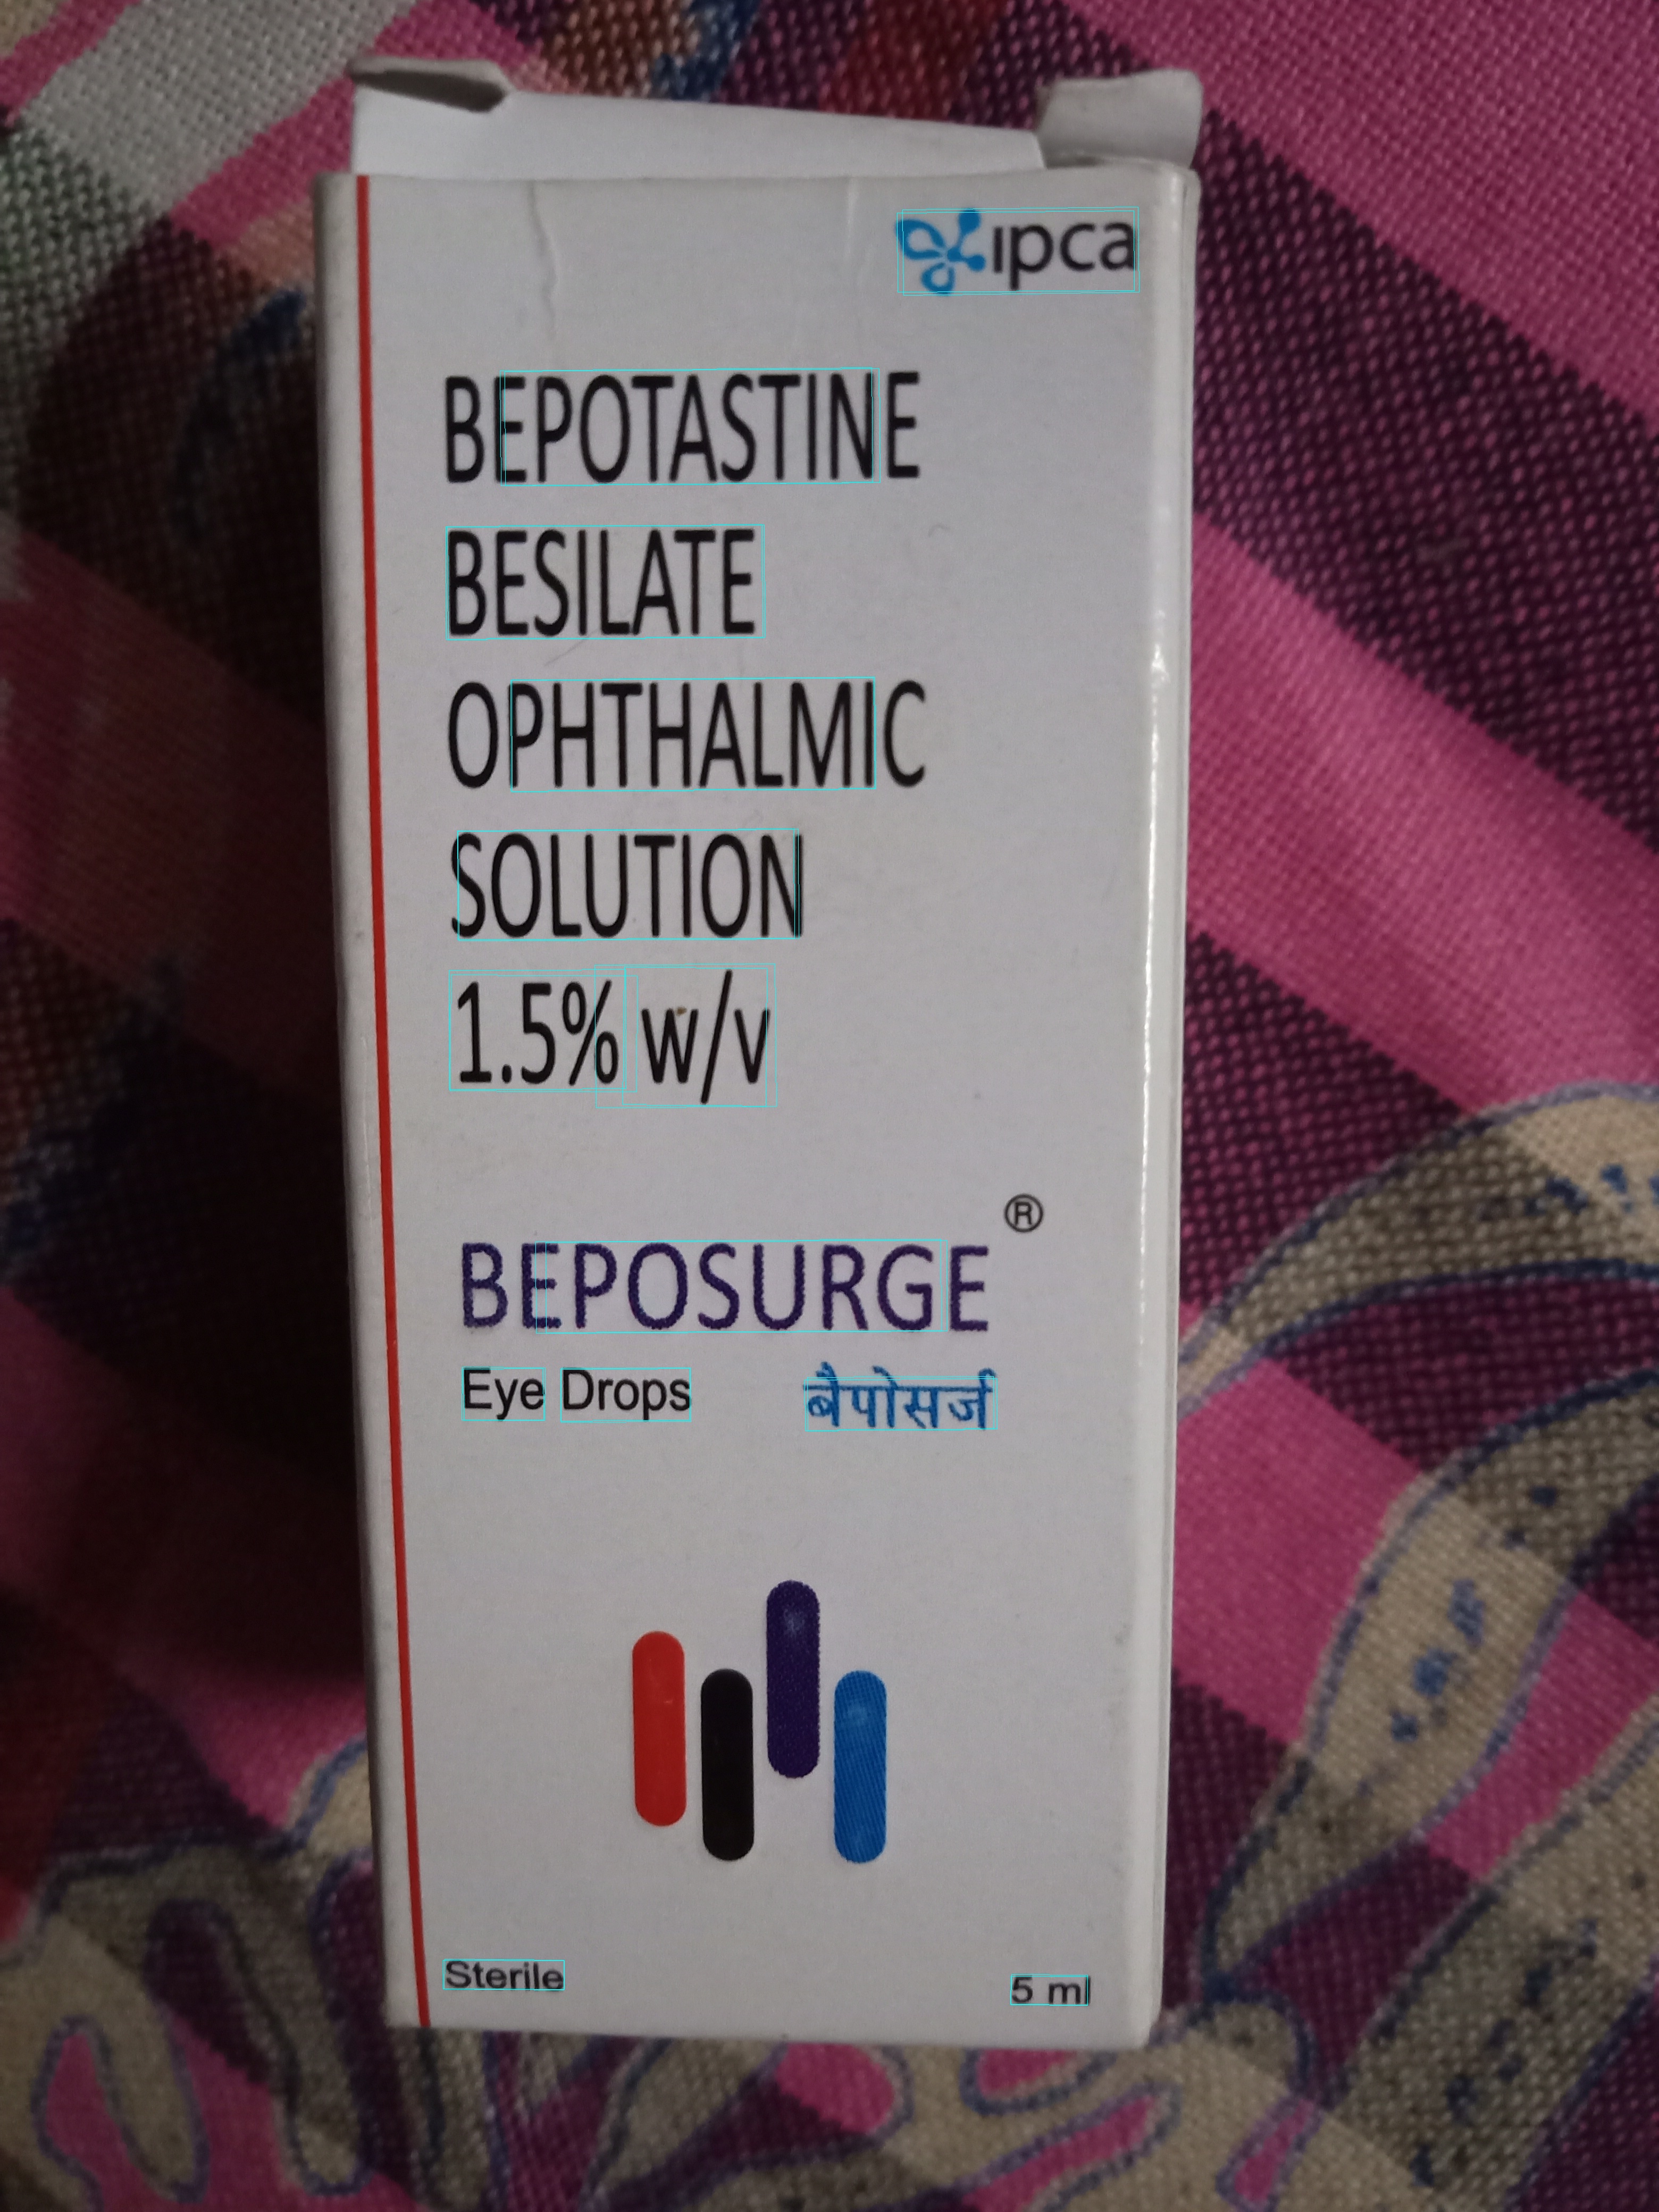 ipca
BEPOTASTINE
BESILATE
OPHTHALMIC
SOLUTION
1.5% w/v
BEPOSURGE®
Eye Drops बैपोसर्ज
Sterile 5 ml